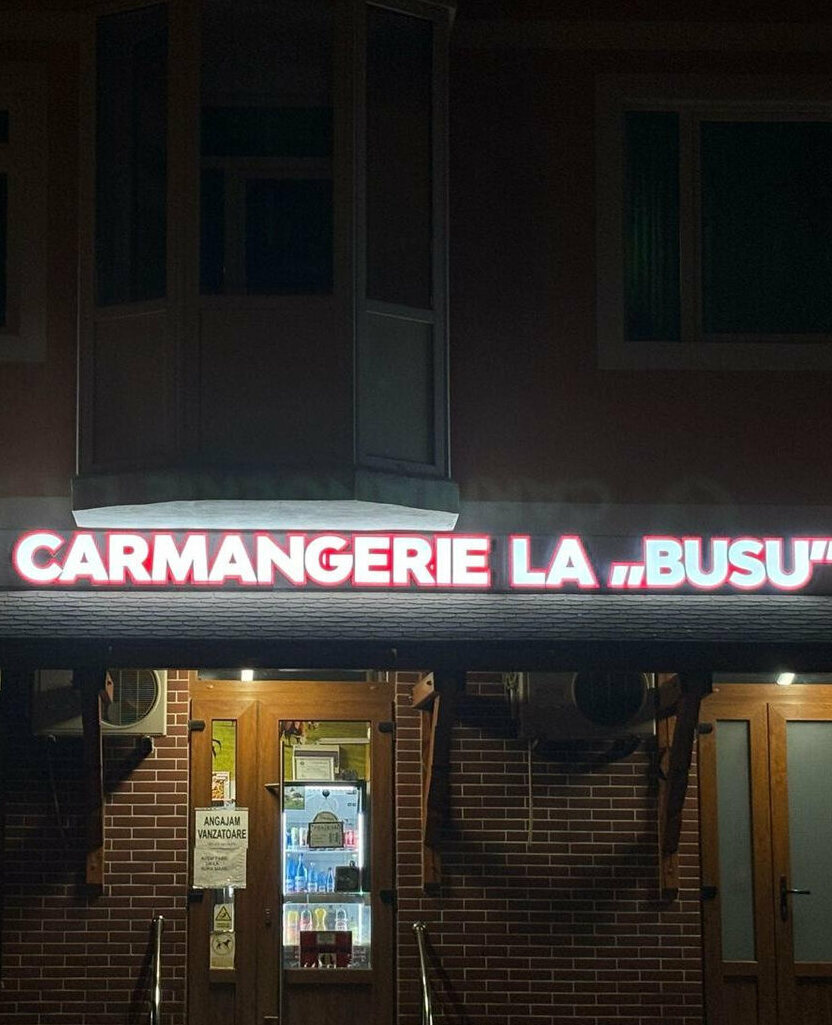 CARMANGERIE LA „BUSU“
ANGAJAM
VANZATOARE